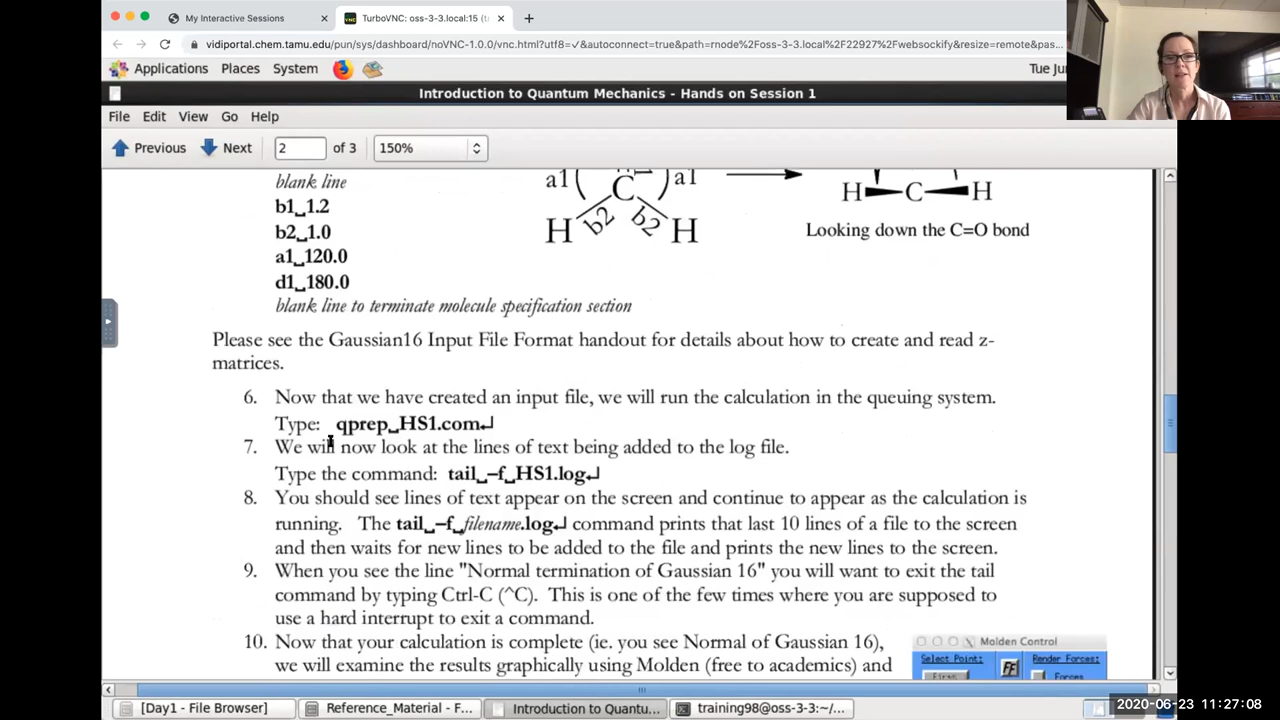 My Interactive Sessions
TurboVNC: oss-3-3.local:15 (t
vidiportal.chem.tamu.edu/pun/sys/dashboard/noVNC-1.0.0/vnc.html?utf8=✓&autoconnect=true&path=rnode%2Foss-3-3.local%2F22927%2Fwebsockify&resize=remote&pas...
Applications Places System
Tue Ju
Introduction to Quantum Mechanics - Hands on Session 1
File Edit View Go Help
Previous Next 2 of 3 150%
blank line
a1 C a1
b1␣1.2
H C H
b2␣1.0
H b2 b2 H
Looking down the C=O bond
a1␣120.0
d1␣180.0
blank line to terminate molecule specification section
Please see the Gaussian16 Input File Format handout for details about how to create and read z-
matrices.
6. Now that we have created an input file, we will run the calculation in the queuing system.
Type: qprep␣HS1.com↵
7. We will now look at the lines of text being added to the log file.
Type the command: tail␣–f␣HS1.log↵
8. You should see lines of text appear on the screen and continue to appear as the calculation is
running. The tail␣–f␣filename.log↵ command prints that last 10 lines of a file to the screen
and then waits for new lines to be added to the file and prints the new lines to the screen.
9. When you see the line "Normal termination of Gaussian 16" you will want to exit the tail
command by typing Ctrl-C (^C). This is one of the few times where you are supposed to
use a hard interrupt to exit a command.
10. Now that your calculation is complete (ie. you see Normal of Gaussian 16),
we will examine the results graphically using Molden (free to academics) and
Molden Control
Select Point: Render Forces:
First Forces
[Day1 - File Browser] Reference_Material - F... Introduction to Quantu... training98@oss-3-3:~/...
2020-06-23 11:27:08